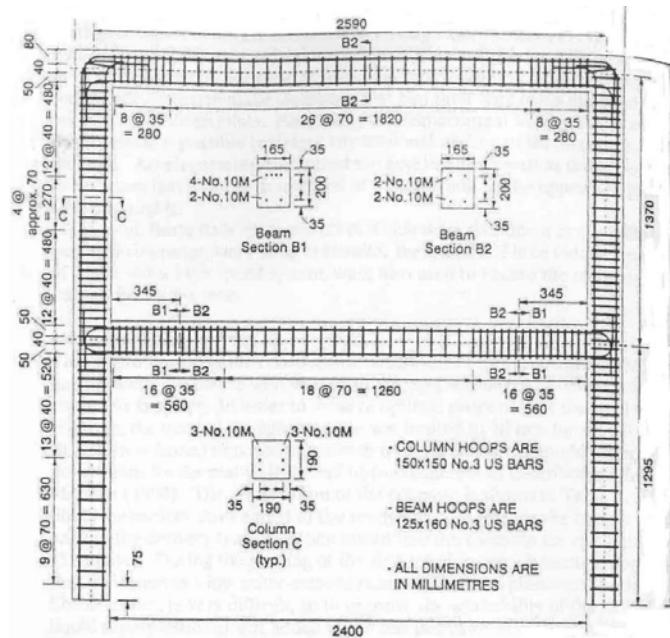 2590
80
40
50
B2
B2
8 @ 35
= 280
26 @ 70 = 1820
8 @ 35
= 280
12 @ 40 = 480
4 @
approx. 70
= 270
12 @ 40 = 480
C
C
165
35
200
35
4-No.10M
2-No.10M
Beam
Section B1
165
35
200
35
4-No.10M
2-No.10M
Beam
Section B2
1370
345
B1
B2
345
B2
B1
50
40
50
B1
B2
B2
B1
16 @ 35
= 560
18 @ 70 = 1260
16 @ 35
= 560
13 @ 40 = 520
9 @ 70 = 630
3-No.10M
3-No.10M
190
35
190
35
Column
Section C
(typ.)
- COLUMN HOOPS ARE
150x150 No.3 US BARS
- BEAM HOOPS ARE
125x160 No.3 US BARS
- ALL DIMENSIONS ARE
IN MILLIMETRES
1295
75
2400